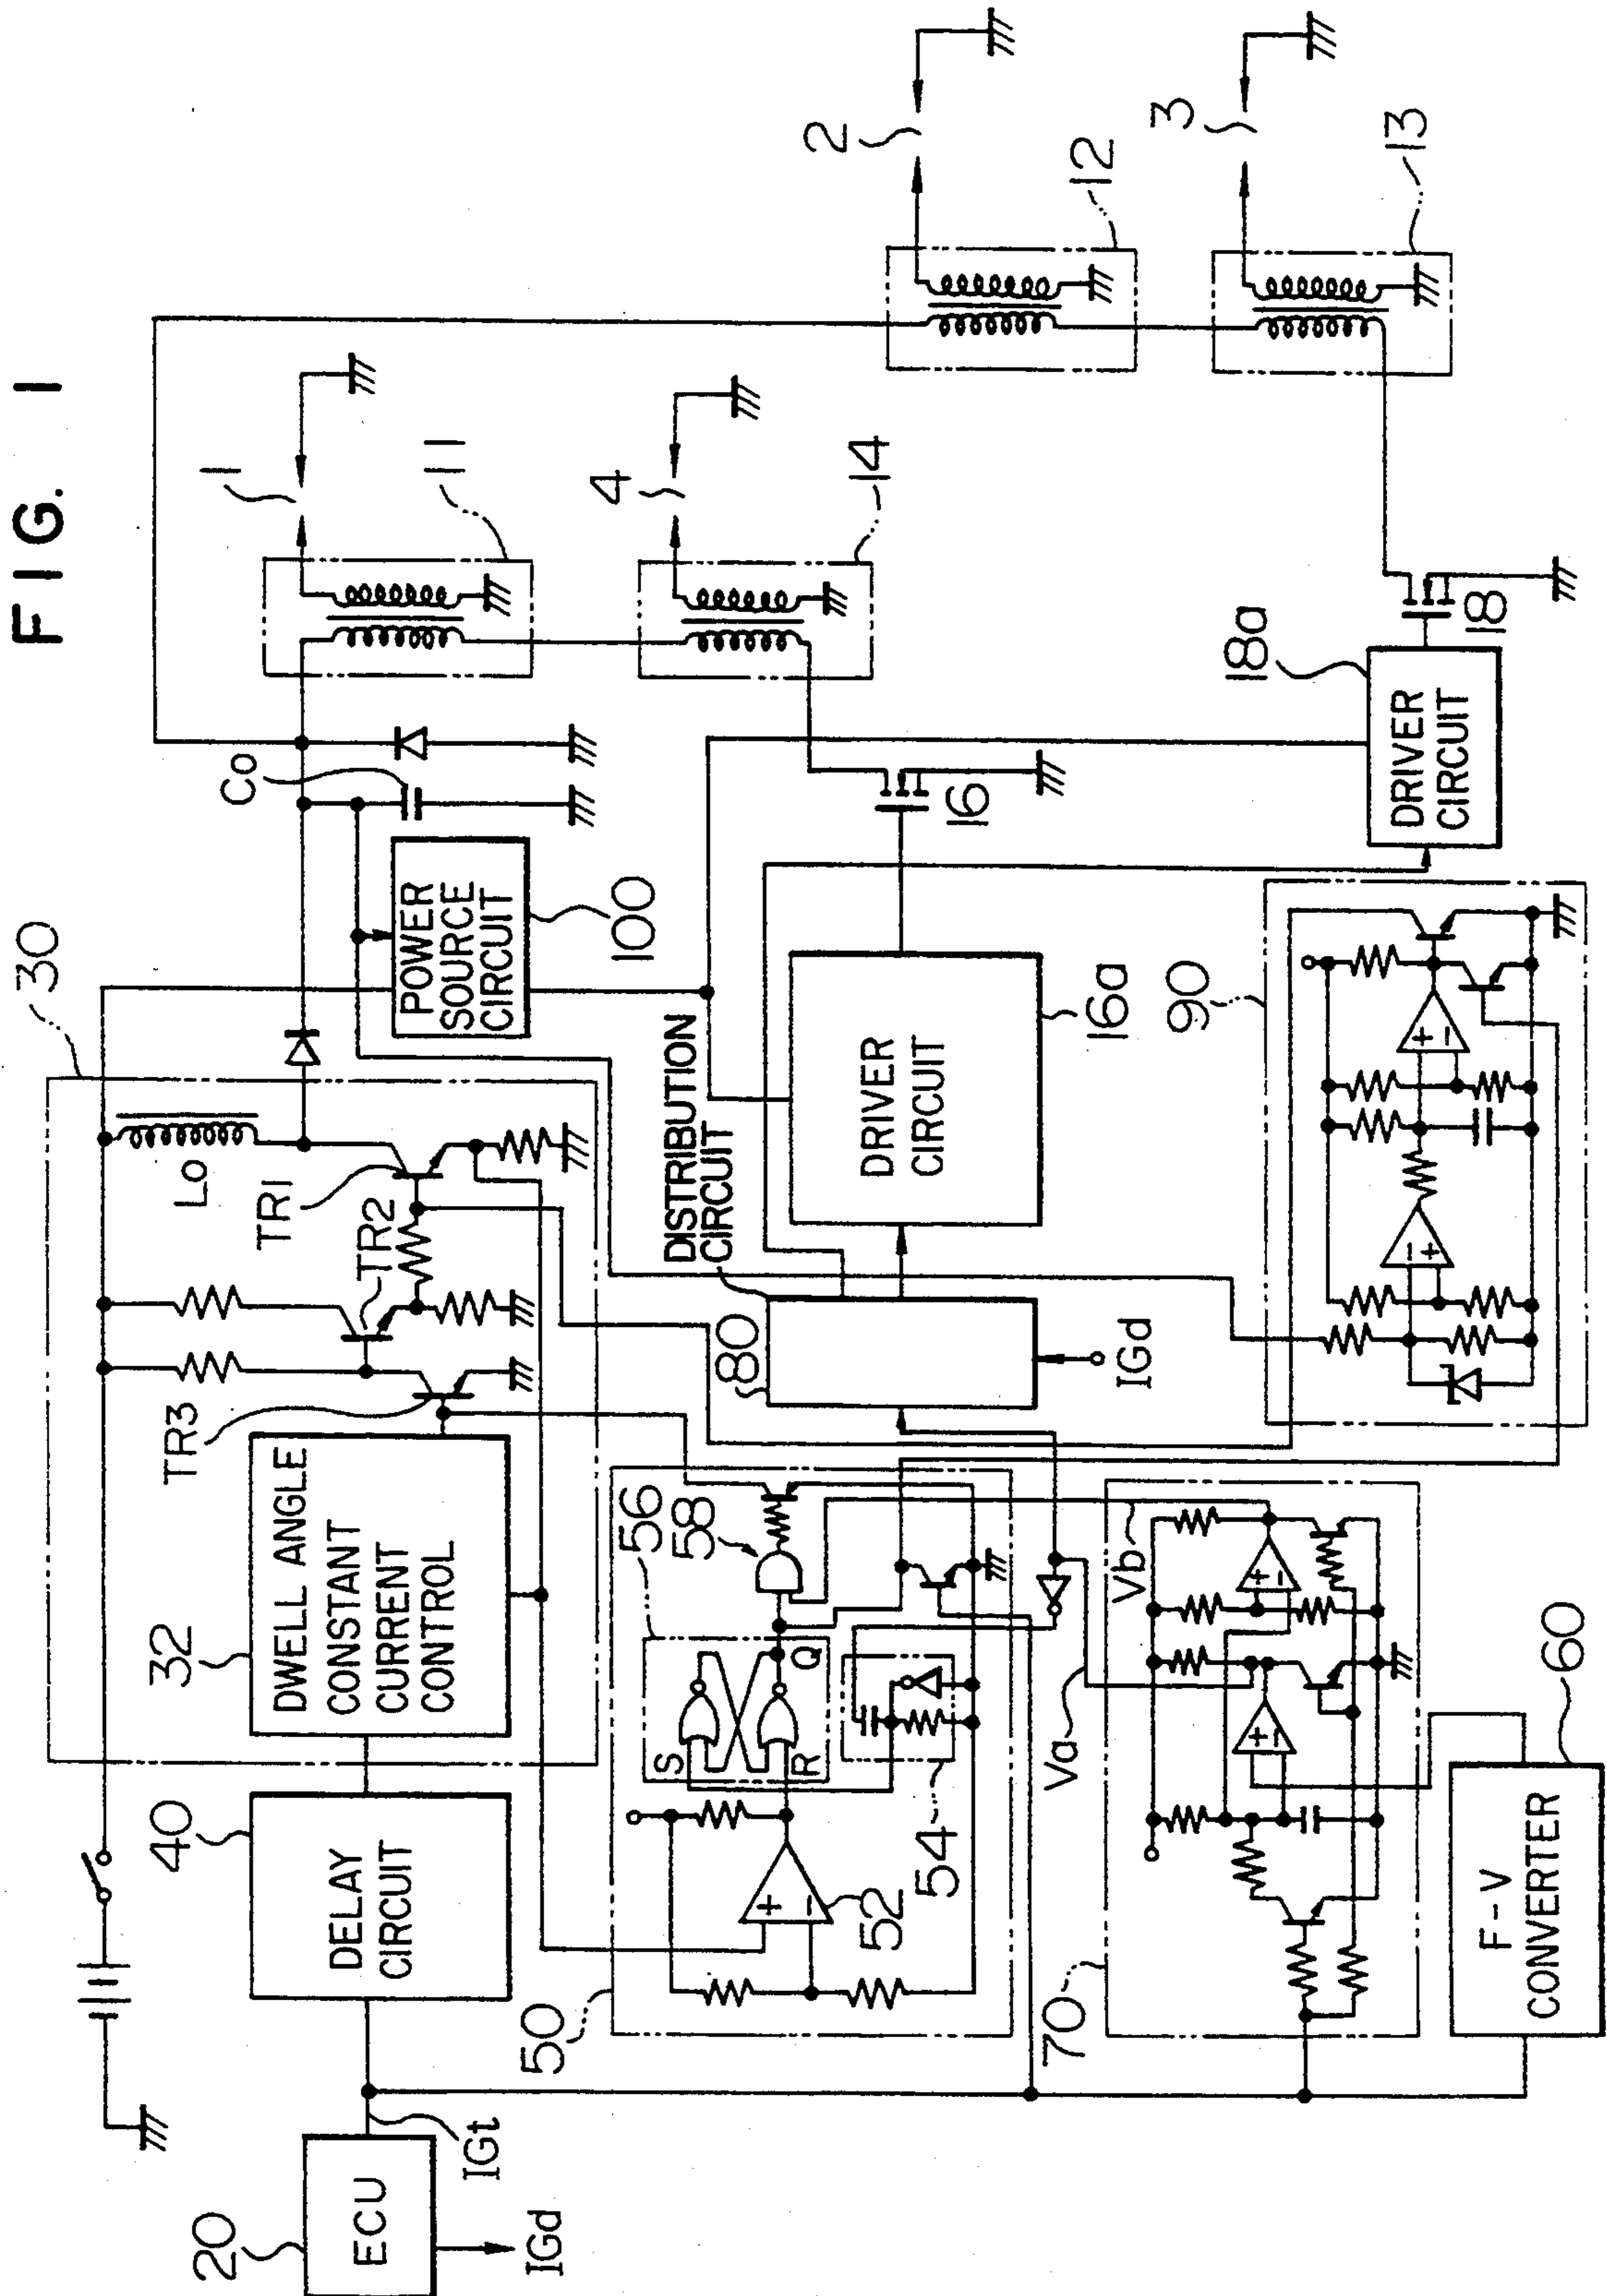 FIG. 1
30
Lo
TR1
TR2
TR3
32
DWELL ANGLE
CONSTANT
CURRENT
CONTROL
40
DELAY
CIRCUIT
20
ECU
IGt
IGd
Co
POWER
SOURCE
CIRCUIT
100
1
11
4
14
2
12
3
13
16
DRIVER
CIRCUIT
16a
18
18a
DRIVER
CIRCUIT
DISTRIBUTION
CIRCUIT
80
IGd
50
52
+
−
54
56
58
S
R
Q
Va
Vb
70
+
−
+
−
60
F-V
CONVERTER
90
−
+
+
−